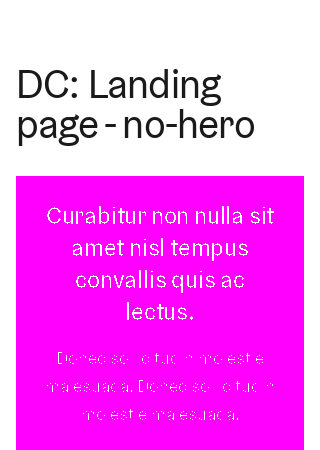 DC: Landing
page - no-hero
Curabitur non nulla sit
amet nisl tempus
convallis quis ac
lectus.
Donec sollicitudin molestie
malesuada. Donec sollicitudin
molestie malesuada.